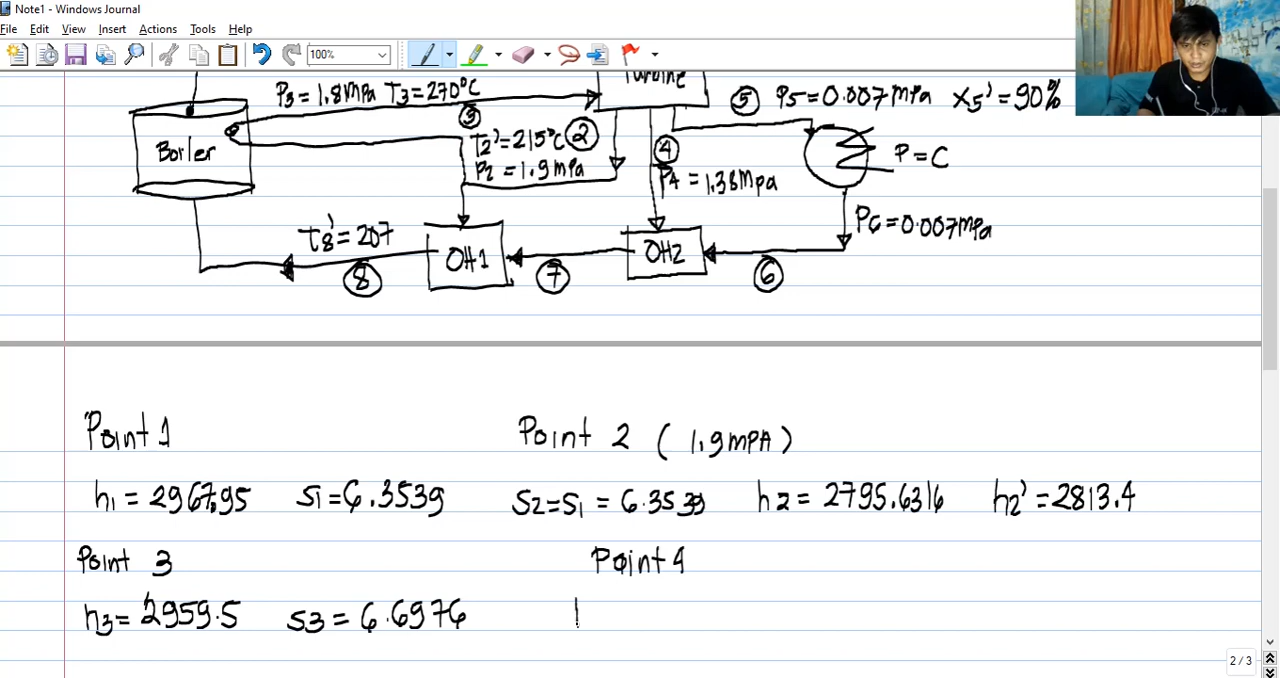 Note1 - Windows Journal
File Edit View Insert Actions Tools Help
100%
Turbine
P3 = 1.8mpa T3 = 270°C
3
5 P5 = 0.007mpa X5' = 90%
Boiler
T2' = 215°C 2
P2 = 1.9mpa
4
P4 = 1.38mpa
P = C
P6 = 0.007mpa
T8' = 207
OH1
OH2
8
7
6
Point 1
Point 2 ( 1.9mPA )
h1 = 2967.95 S1 = 6.3539
S2 = S1 = 6.3539 h2 = 2795.6316 h2' = 2813.4
Point 3
Point 4
h3 = 2959.5 S3 = 6.6976
2 / 3